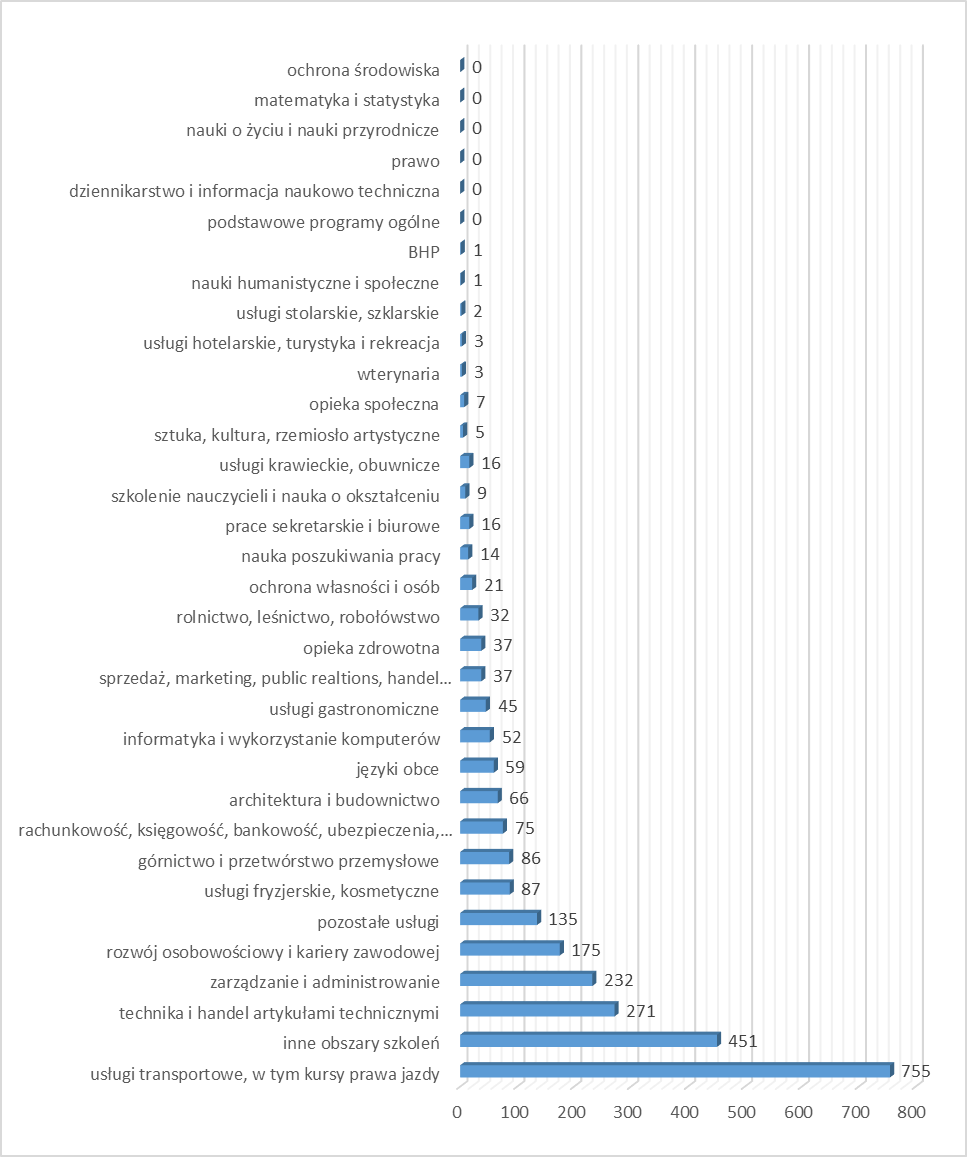 ochrona środowiska 0
matematyka i statystyka 0
nauki o życiu i nauki przyrodnicze 0
prawo 0
dziennikarstwo i informacja naukowo techniczna 0
podstawowe programy ogólne 0
BHP 1
nauki humanistyczne i społeczne 1
usługi stolarskie, szklarskie 2
usługi hotelarskie, turystyka i rekreacja 3
wterynaria 3
opieka społeczna 7
sztuka, kultura, rzemiosło artystyczne 5
usługi krawieckie, obuwnicze 16
szkolenie nauczycieli i nauka o okształceniu 9
prace sekretarskie i biurowe 16
nauka poszukiwania pracy 14
ochrona własności i osób 21
rolnictwo, leśnictwo, robołówstwo 32
opieka zdrowotna 37
sprzedaż, marketing, public realtions, handel... 37
usługi gastronomiczne 45
informatyka i wykorzystanie komputerów 52
języki obce 59
architektura i budownictwo 66
rachunkowość, księgowość, bankowość, ubezpieczenia,... 75
górnictwo i przetwórstwo przemysłowe 86
usługi fryzjerskie, kosmetyczne 87
pozostałe usługi 135
rozwój osobowościowy i kariery zawodowej 175
zarządzanie i administrowanie 232
technika i handel artykułami technicznymi 271
inne obszary szkoleń 451
usługi transportowe, w tym kursy prawa jazdy 755
0 100 200 300 400 500 600 700 800